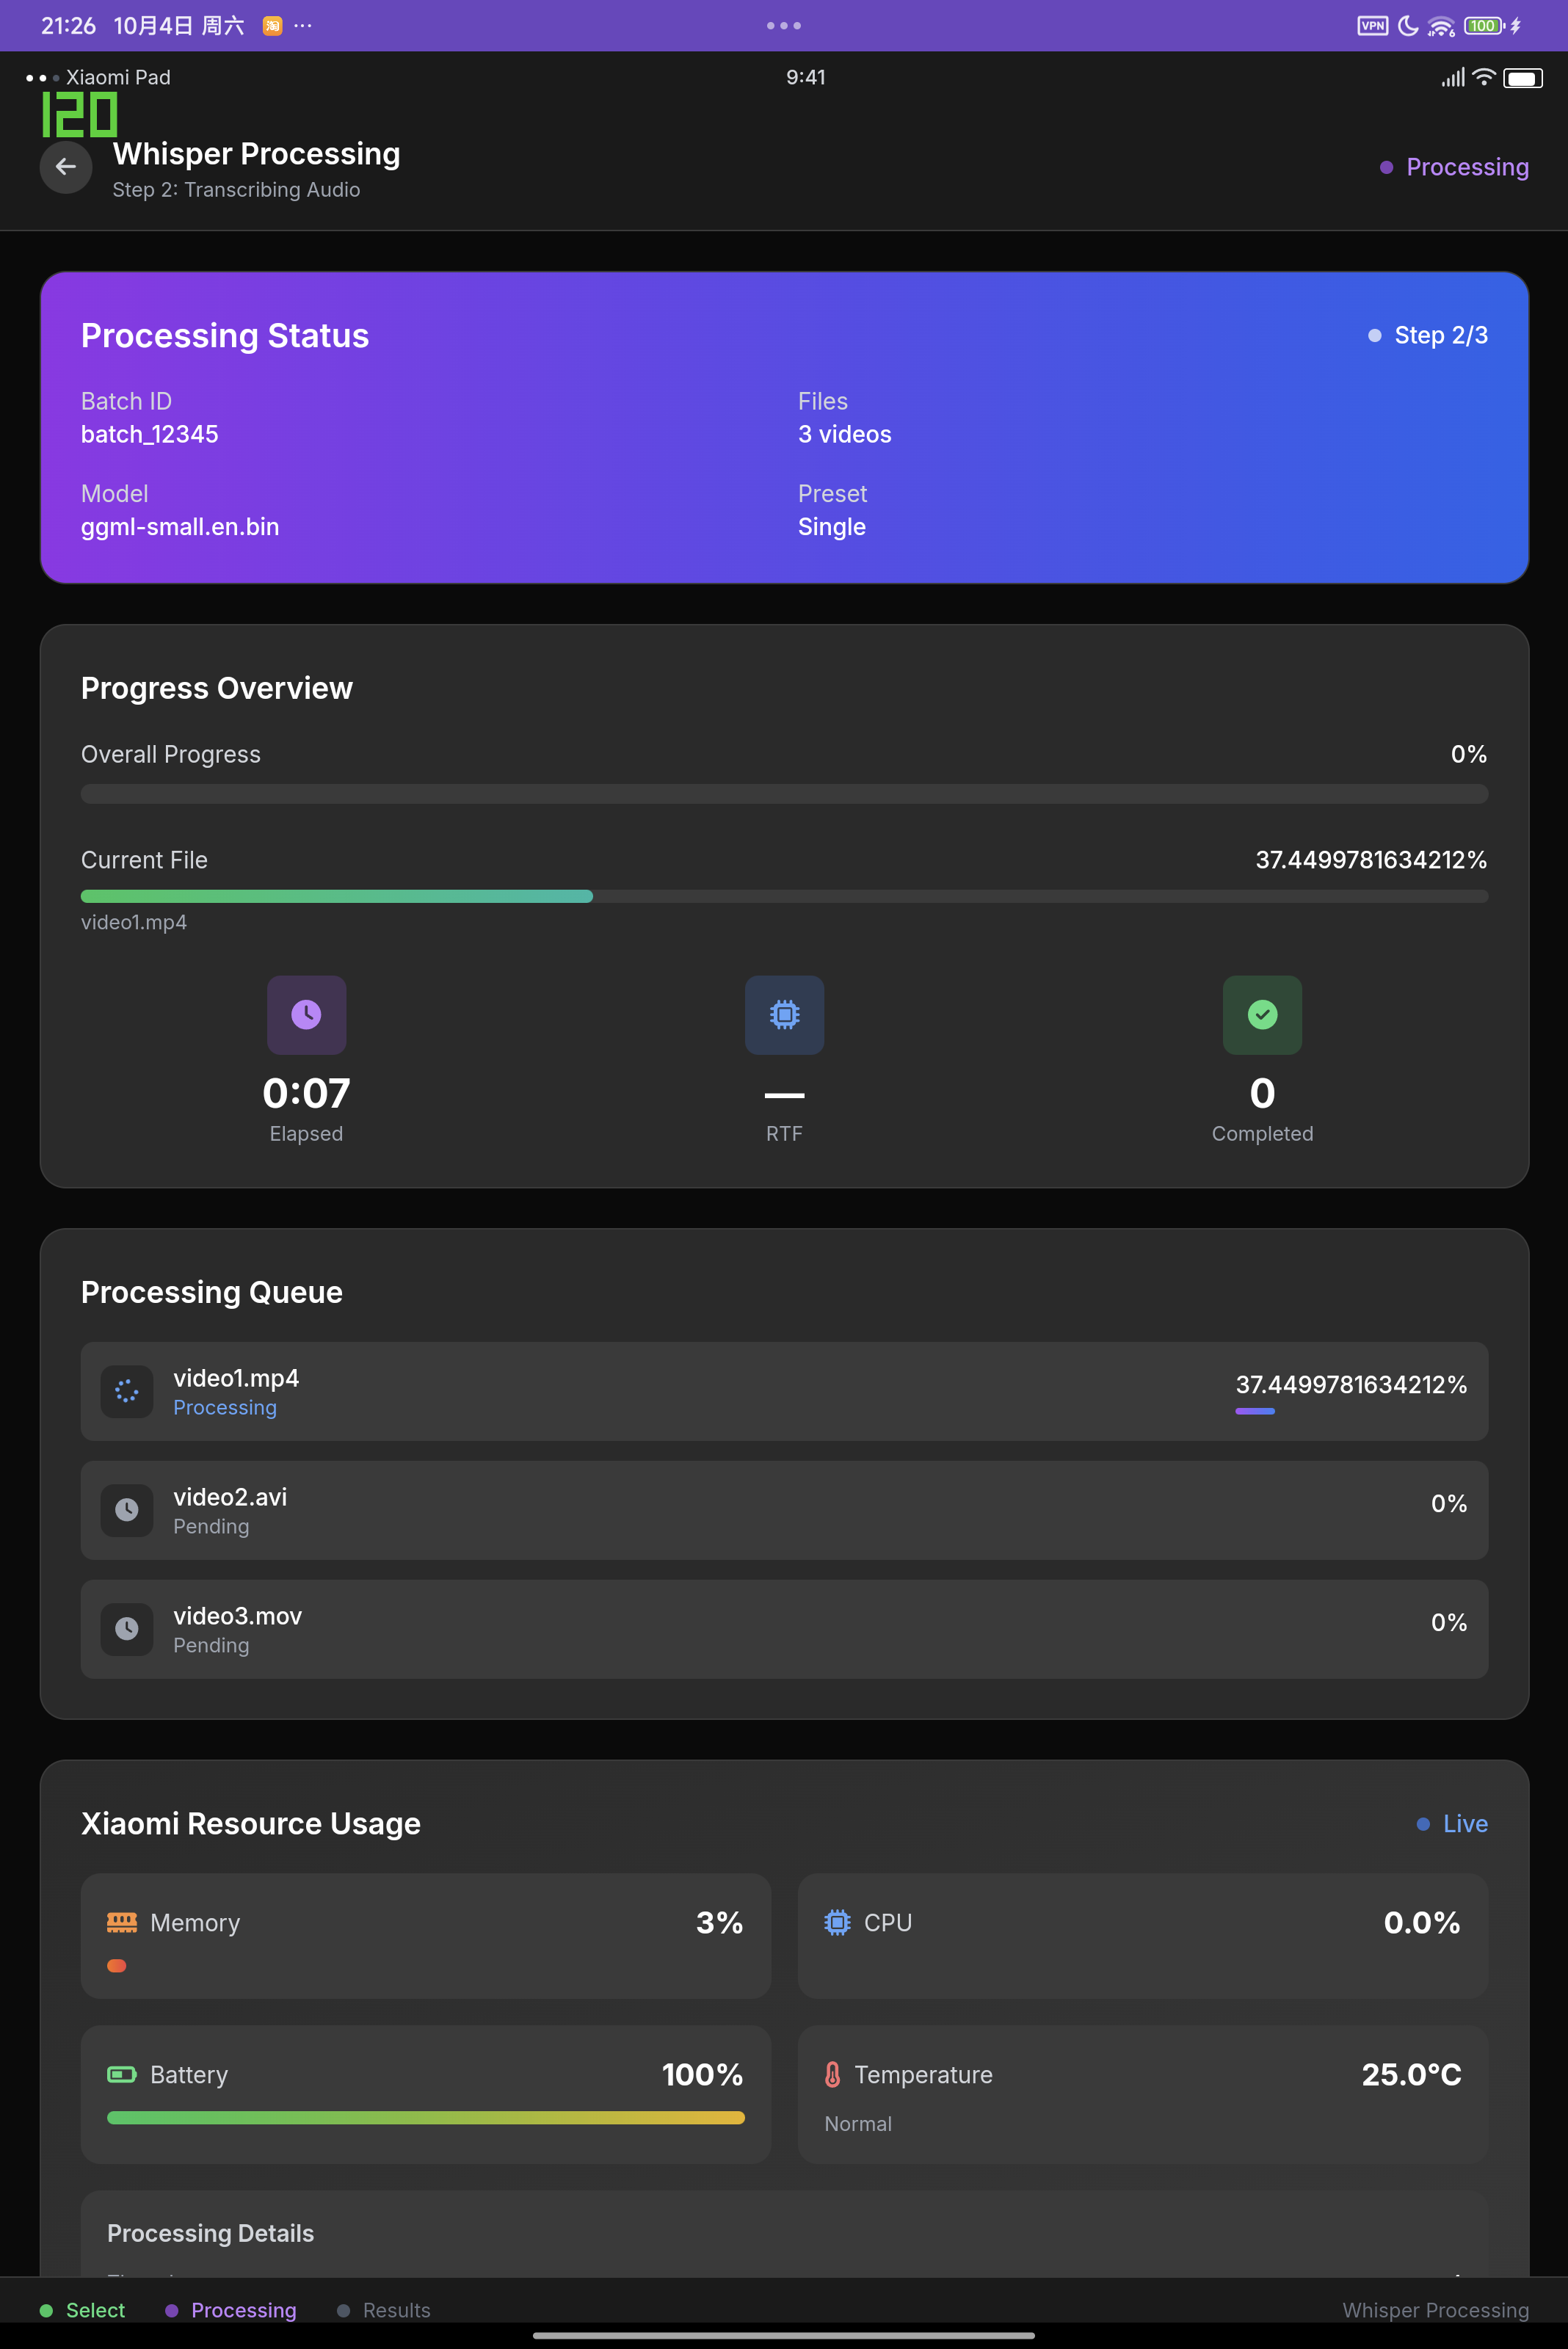 21:26 10月4日 周六 淘 ···
VPN 6 100
Xiaomi Pad 9:41
120
Whisper Processing
Step 2: Transcribing Audio
Processing
Processing Status
Step 2/3
Batch ID
batch_12345
Files
3 videos
Model
ggml-small.en.bin
Preset
Single
Progress Overview
Overall Progress 0%
Current File 37.4499781634212%
video1.mp4
0:07
Elapsed
—
RTF
0
Completed
Processing Queue
video1.mp4
Processing
37.4499781634212%
video2.avi
Pending
0%
video3.mov
Pending
0%
Xiaomi Resource Usage
Live
Memory 3%
CPU 0.0%
Battery 100%
Temperature 25.0°C
Normal
Processing Details
Select Processing Results Whisper Processing